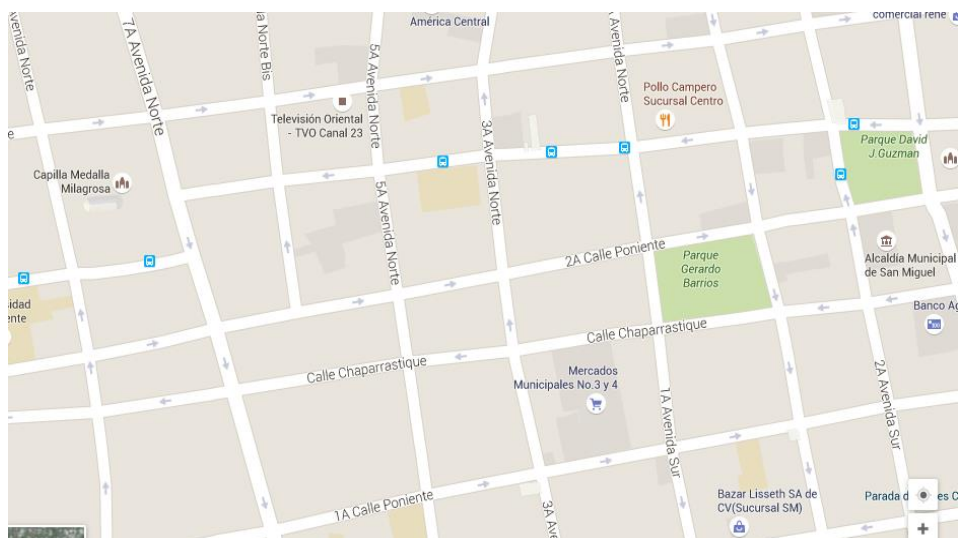 América Central
comercial rene
Avenida Norte
7A Avenida Norte
Norte Bis
5A Avenida Norte
Avenida Norte
Pollo Campero
Sucursal Centro
Televisión Oriental
- TVO Canal 23
3A Avenida Norte
Parque David
J.Guzman
Capilla Medalla
Milagrosa
5A Avenida Norte
2A Calle Poniente
Parque
Gerardo
Barrios
Alcaldía Municipal
de San Miguel
Calle Chaparrastique
Calle Chaparrastique
Mercados
Municipales No.3 y 4
1A Avenida Sur
2A Avenida Sur
1A Calle Poniente
Bazar Lisseth SA de
CV(Sucursal SM)
Banco
Parada